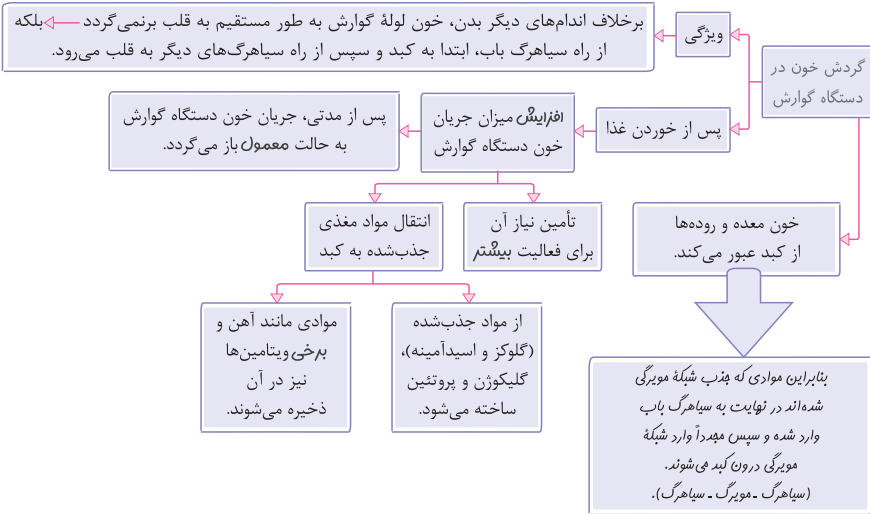 گردش خون در
دستگاه گوارش
ویژگی
برخلاف اندام‌های دیگر بدن، خون لولهٔ گوارش به طور مستقیم به قلب برنمی‌گردد بلکه
از راه سیاهرگ باب، ابتدا به کبد و سپس از راه سیاهرگ‌های دیگر به قلب می‌رود.
پس از خوردن غذا
افزایش میزان جریان
خون دستگاه گوارش
پس از مدتی، جریان خون دستگاه گوارش
به حالت معمول باز می‌گردد.
تأمین نیاز آن
برای فعالیت بیشتر
انتقال مواد مغذی
جذب‌شده به کبد
از مواد جذب‌شده
(گلوکز و اسیدآمینه)،
گلیکوژن و پروتئین
ساخته می‌شود.
موادی مانند آهن و
برخی ویتامین‌ها
نیز در آن
ذخیره می‌شوند.
خون معده و روده‌ها
از کبد عبور می‌کند.
بنابراین موادی که جذب شبکهٔ مویرگی
شده‌اند در نهایت به سیاهرگ باب
وارد شده و سپس مجدداً وارد شبکهٔ
مویرگی درون کبد می‌شوند.
(سیاهرگ ـ مویرگ ـ سیاهرگ).